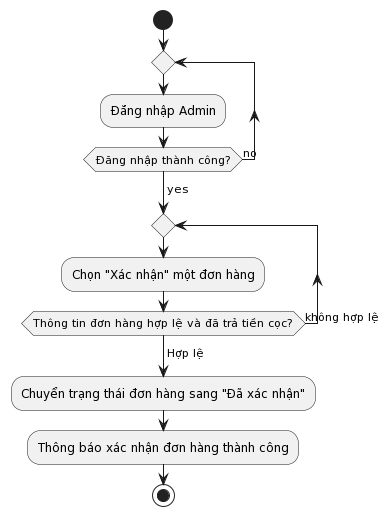 Đăng nhập Admin
Đăng nhập thành công?
no
yes
Chọn "Xác nhận" một đơn hàng
Thông tin đơn hàng hợp lệ và đã trả tiền cọc?
không hợp lệ
Hợp lệ
Chuyển trạng thái đơn hàng sang "Đã xác nhận"
Thông báo xác nhận đơn hàng thành công